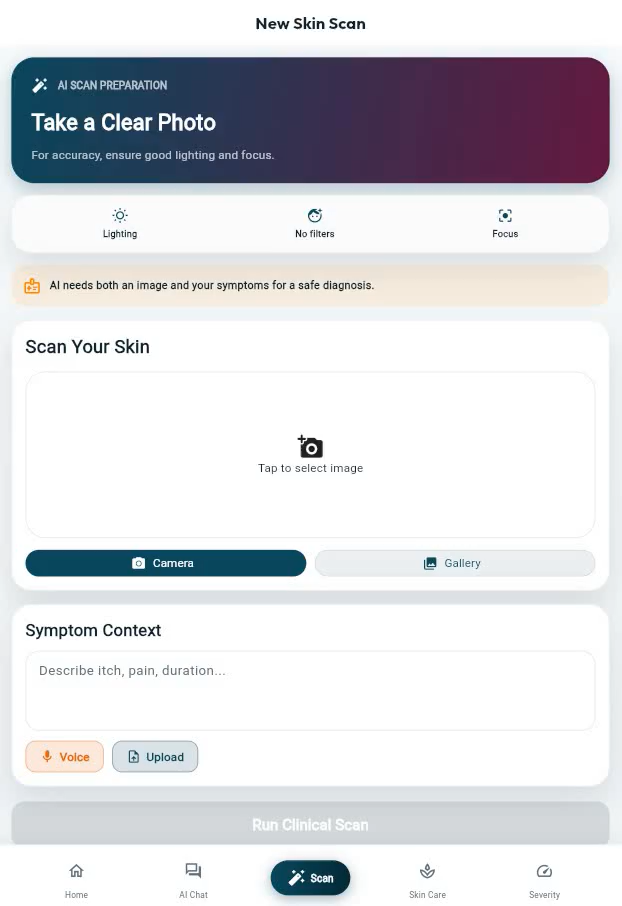 New Skin Scan
AI SCAN PREPARATION
Take a Clear Photo
For accuracy, ensure good lighting and focus.
Lighting
No filters
Focus
AI needs both an image and your symptoms for a safe diagnosis.
Scan Your Skin
Tap to select image
Camera
Gallery
Symptom Context
Describe itch, pain, duration...
Voice
Upload
Run Clinical Scan
Home
AI Chat
Scan
Skin Care
Severity